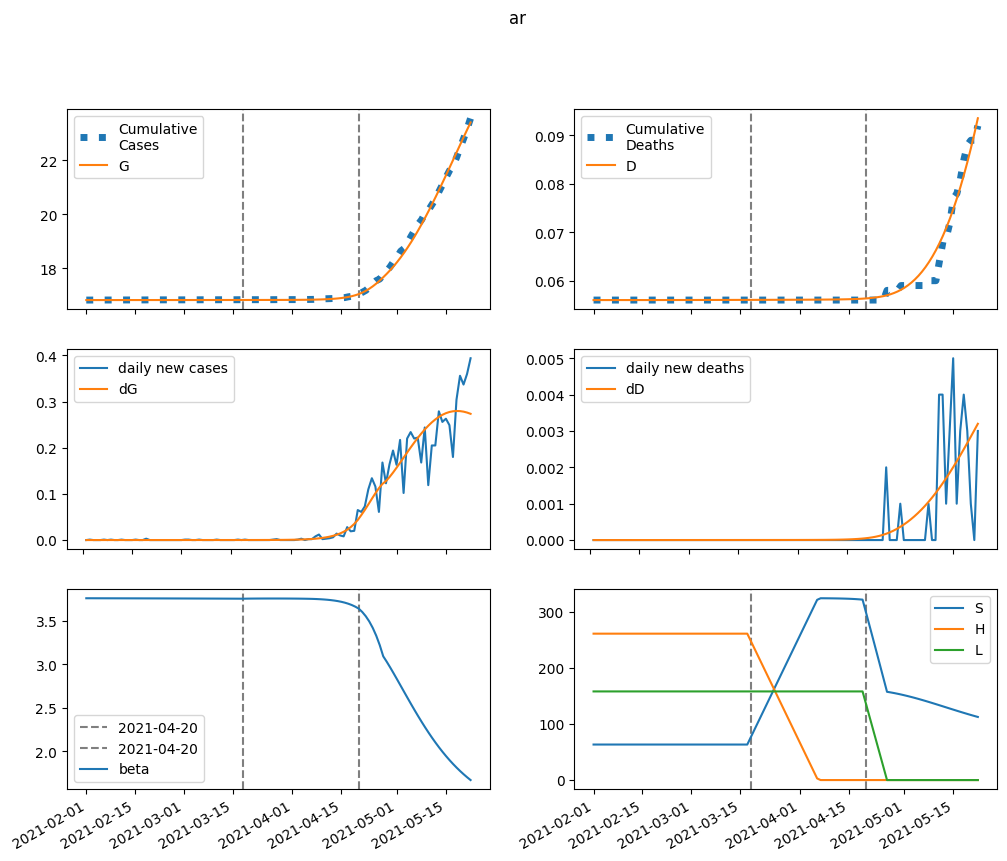 ar
Cumulative
Cases
G
22
20
18
Cumulative
Deaths
D
0.09
0.08
0.07
0.06
daily new cases
dG
0.4
0.3
0.2
0.1
0.0
daily new deaths
dD
0.005
0.004
0.003
0.002
0.001
0.000
3.5
3.0
2.5
2.0
2021-04-20
2021-04-20
beta
2021-02-01
2021-02-15
2021-03-01
2021-03-15
2021-04-01
2021-04-15
2021-05-01
2021-05-15
300
200
100
0
S
H
L
2021-02-01
2021-02-15
2021-03-01
2021-03-15
2021-04-01
2021-04-15
2021-05-01
2021-05-15